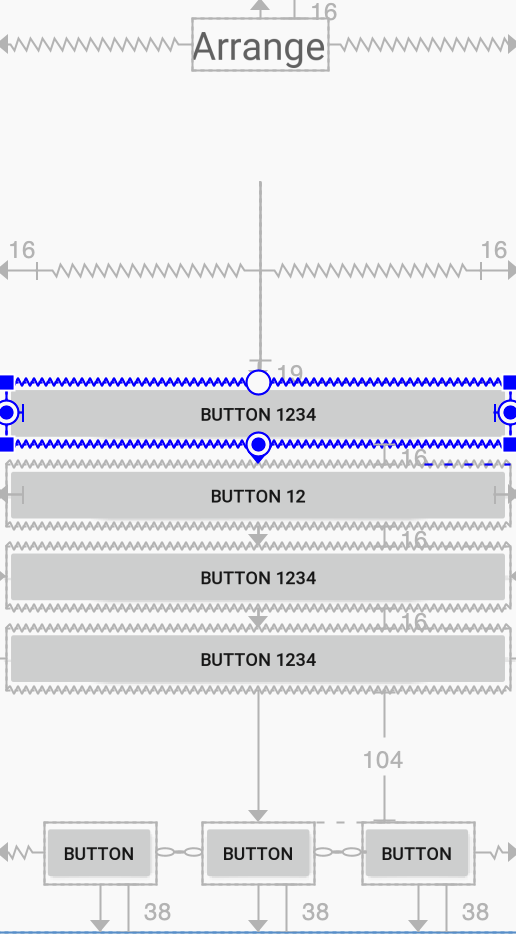 16
Arrange
16 16
19
BUTTON 1234
16
BUTTON 12
16
BUTTON 1234
16
BUTTON 1234
104
BUTTON BUTTON BUTTON
38 38 38